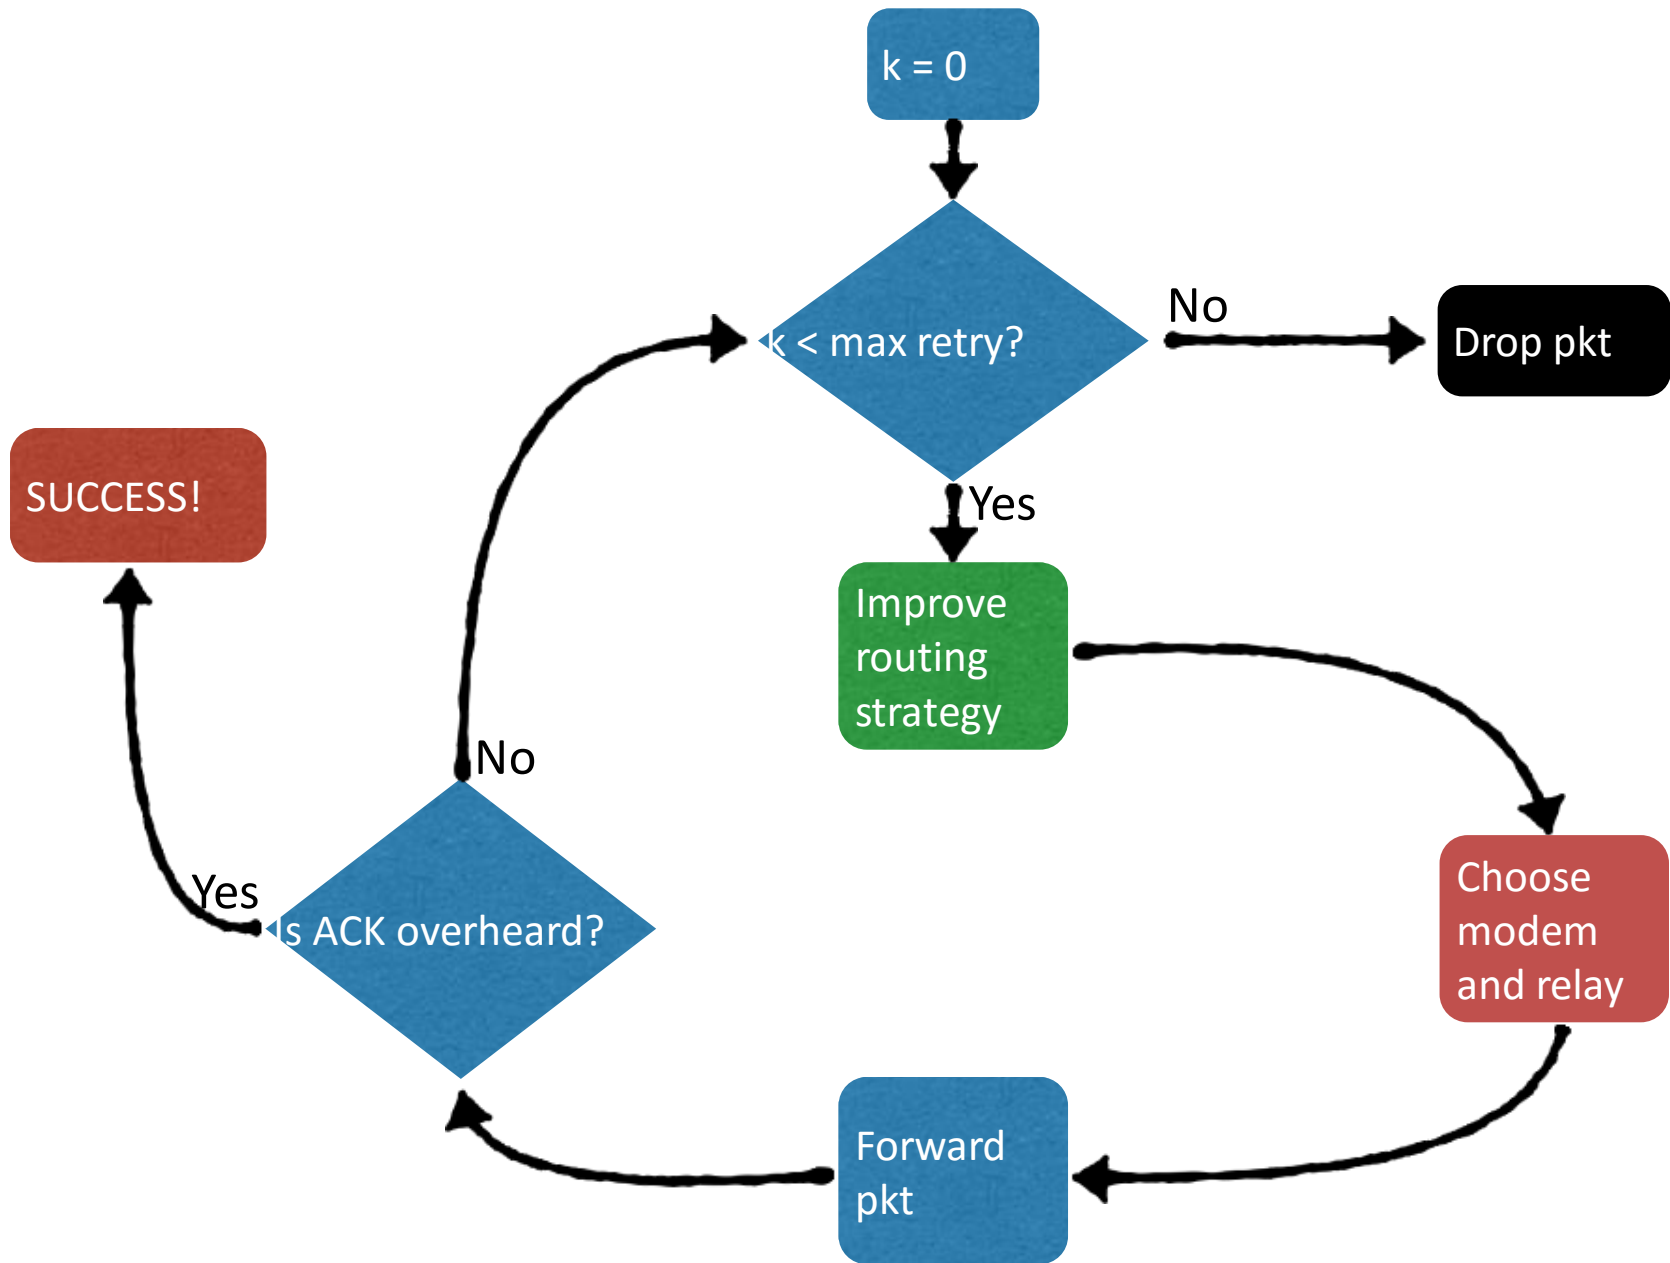 k = 0
k < max retry?
No
Drop pkt
Yes
SUCCESS!
Improve
routing
strategy
No
Yes
Is ACK overheard?
Choose
modem
and relay
Forward
pkt